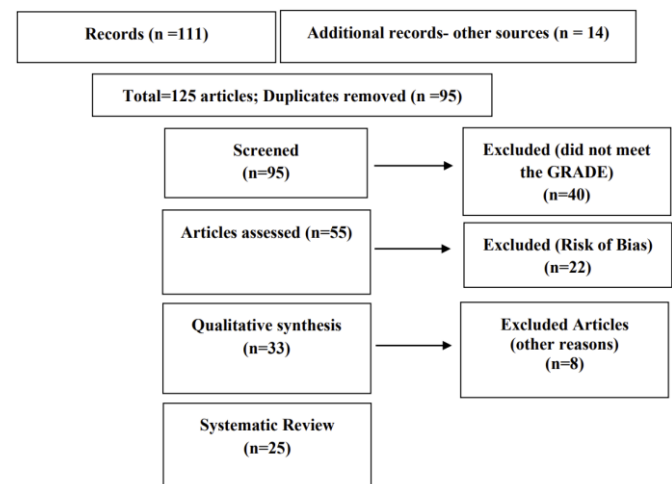 Records (n =111)
Additional records- other sources (n = 14)
Total=125 articles; Duplicates removed (n =95)
Screened
(n=95)
Excluded (did not meet
the GRADE)
(n=40)
Articles assessed (n=55)
Excluded (Risk of Bias)
(n=22)
Qualitative synthesis
(n=33)
Excluded Articles
(other reasons)
(n=8)
Systematic Review
(n=25)